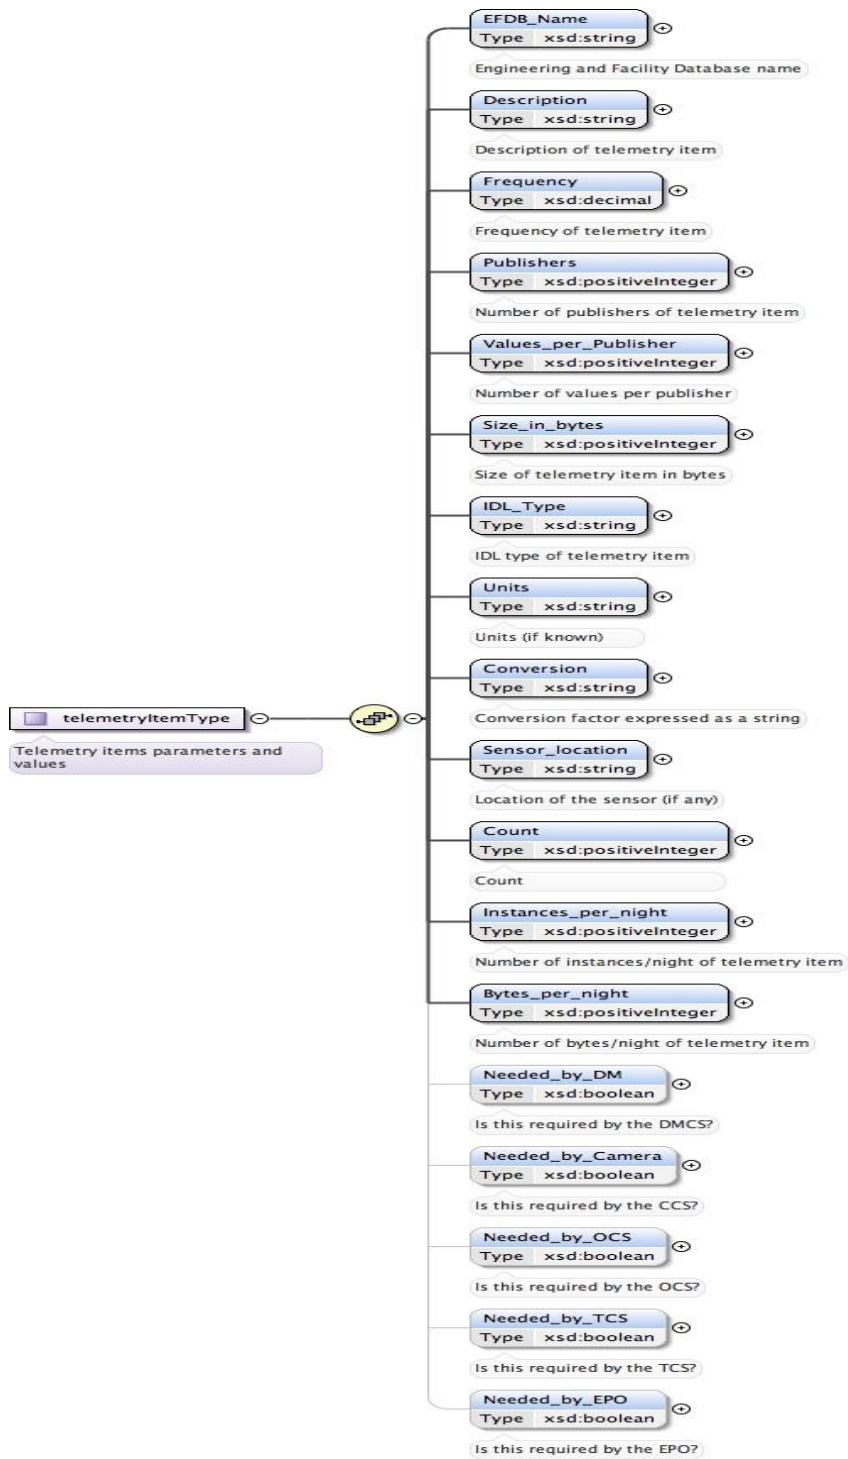 EFDB_Name
Type xsd:string
Engineering and Facility Database name
Description
Type xsd:string
Description of telemetry item
Frequency
Type xsd:decimal
Frequency of telemetry item
Publishers
Type xsd:positiveInteger
Number of publishers of telemetry item
Values_per_Publisher
Type xsd:positiveInteger
Number of values per publisher
Size_in_bytes
Type xsd:positiveInteger
Size of telemetry item in bytes
IDL_Type
Type xsd:string
IDL type of telemetry item
Units
Type xsd:string
Units (if known)
Conversion
Type xsd:string
telemetryItemType
Conversion factor expressed as a string
Telemetry items parameters and
values
Sensor_location
Type xsd:string
Location of the sensor (if any)
Count
Type xsd:positiveInteger
Count
Instances_per_night
Type xsd:positiveInteger
Number of instances/night of telemetry item
Bytes_per_night
Type xsd:positiveInteger
Number of bytes/night of telemetry item
Needed_by_DM
Type xsd:boolean
Is this required by the DMCS?
Needed_by_Camera
Type xsd:boolean
Is this required by the CCS?
Needed_by_OCS
Type xsd:boolean
Is this required by the OCS?
Needed_by_TCS
Type xsd:boolean
Is this required by the TCS?
Needed_by_EPO
Type xsd:boolean
Is this required by the EPO?